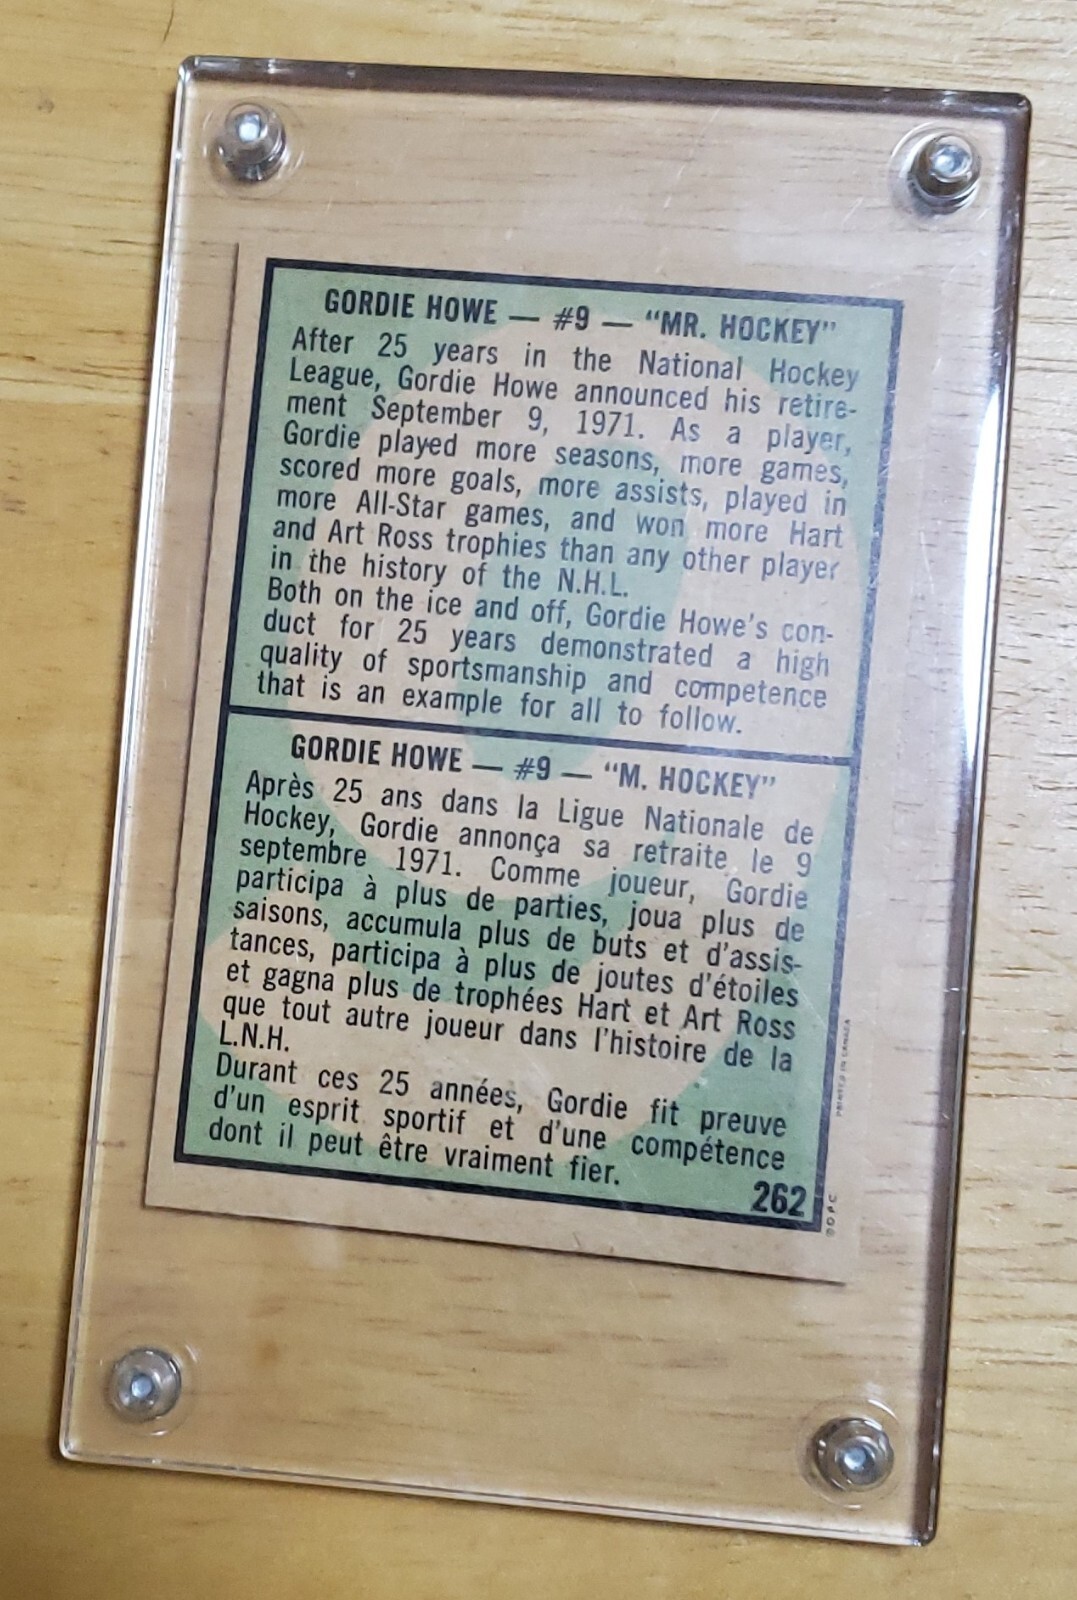 GORDIE HOWE — #9 — "MR. HOCKEY"
After 25 years in the National Hockey
League, Gordie Howe announced his retire-
ment September 9, 1971. As a player,
Gordie played more seasons, more games,
scored more goals, more assists, played in
more All-Star games, and won more Hart
and Art Ross trophies than any other player
in the history of the N.H.L.
Both on the ice and off, Gordie Howe's con-
duct for 25 years demonstrated a high
quality of sportsmanship and competence
that is an example for all to follow.
GORDIE HOWE — #9 — "M. HOCKEY"
Après 25 ans dans la Ligue Nationale de
Hockey, Gordie annonça sa retraite le 9
septembre 1971. Comme joueur, Gordie
participa à plus de parties, joua plus de
saisons, accumula plus de buts et d'assis-
tances, participa à plus de joutes d'étoiles
et gagna plus de trophées Hart et Art Ross
que tout autre joueur dans l'histoire de la
L.N.H.
Durant ces 25 années, Gordie fit preuve
d'un esprit sportif et d'une compétence
dont il peut être vraiment fier.
262
PRINTED IN CANADA
O.P.C.